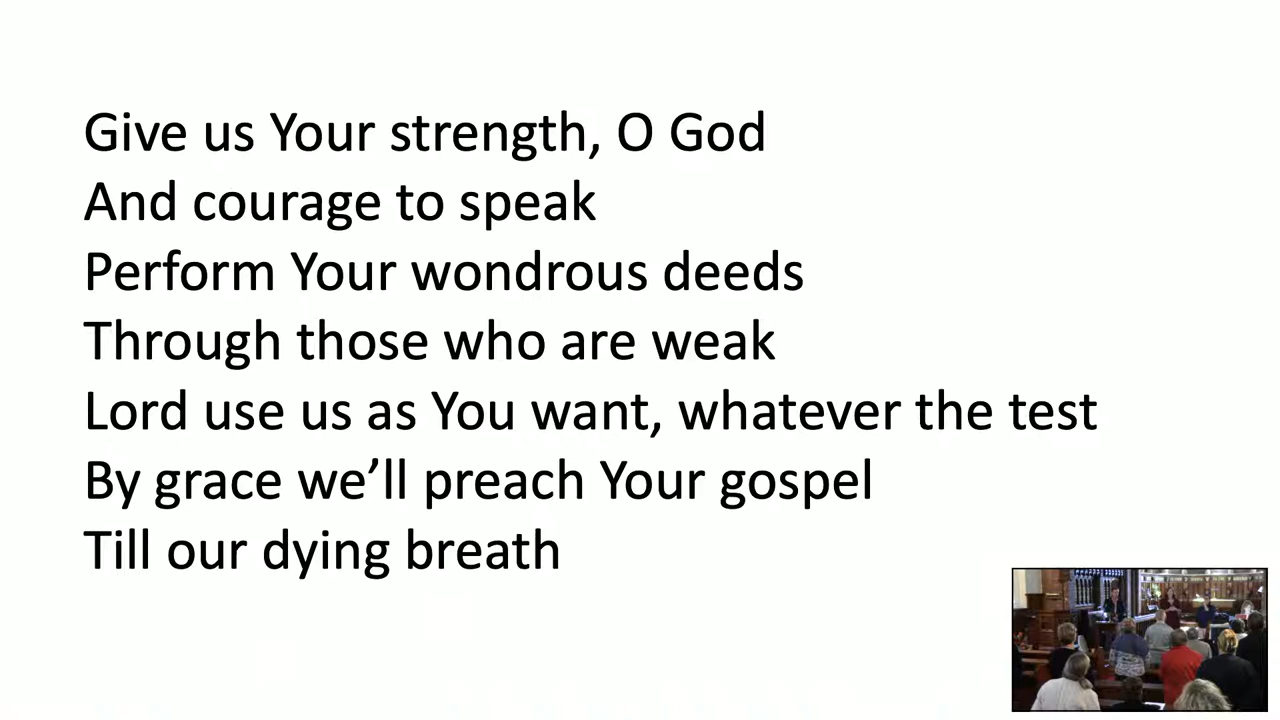 Give us Your strength, O God
And courage to speak
Perform Your wondrous deeds
Through those who are weak
Lord use us as You want, whatever the test
By grace we’ll preach Your gospel
Till our dying breath